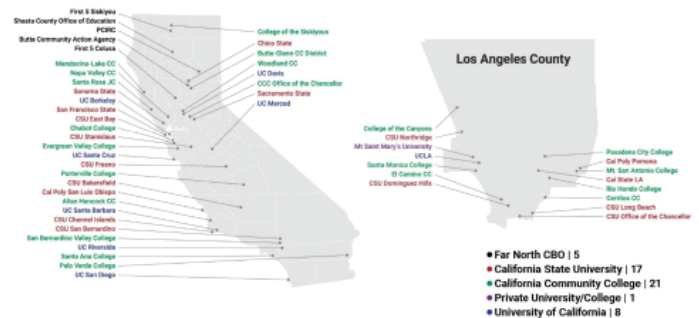 First 5 Siskiyou
Shasta County Office of Education
PCIRC
Butte Community Action Agency
First 5 Colusa
Mendocino-Lake CC
Napa Valley CC
Santa Rosa JC
Sonoma State
UC Berkeley
San Francisco State
CSU East Bay
Chabot College
CSU Stanislaus
Evergreen Valley College
UC Santa Cruz
CSU Fresno
Porterville College
CSU Bakersfield
Cal Poly San Luis Obispo
Allan Hancock CC
UC Santa Barbara
CSU Channel Islands
CSU San Bernardino
San Bernardino Valley College
UC Riverside
Santa Ana College
Palo Verde College
UC San Diego
College of the Siskiyous
Chico State
Butte-Glenn CC District
Woodland CC
UC Davis
CCC Office of the Chancellor
Sacramento State
UC Merced
Los Angeles County
College of the Canyons
CSU Northridge
Mt Saint Mary's University
UCLA
Santa Monica College
El Camino CC
CSU Dominguez Hills
Pasadena City College
Cal Poly Pomona
Mt. San Antonio College
Cal State LA
Rio Hondo College
Cerritos CC
CSU Long Beach
CSU Office of the Chancellor
Far North CBO | 5
California State University | 17
California Community College | 21
Private University/College | 1
University of California | 8